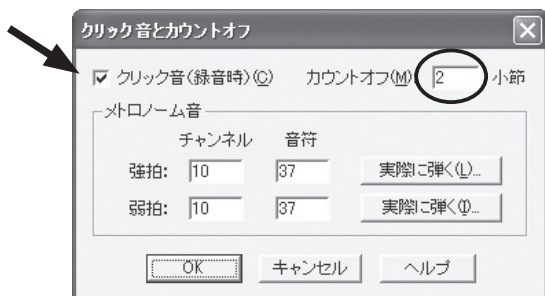 クリック音とカウントオフ
クリック音(録音時)(C) カウントオフ(M) 2 小節
メトロノーム音
チャンネル 音符
強拍: 10 37 実際に弾く(L)...
弱拍: 10 37 実際に弾く(I)...
OK キャンセル ヘルプ